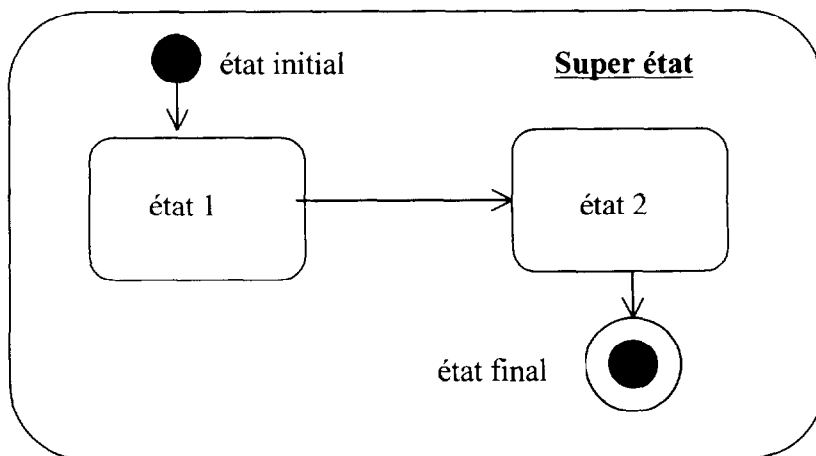 état initial
Super état
état 1
état 2
état final